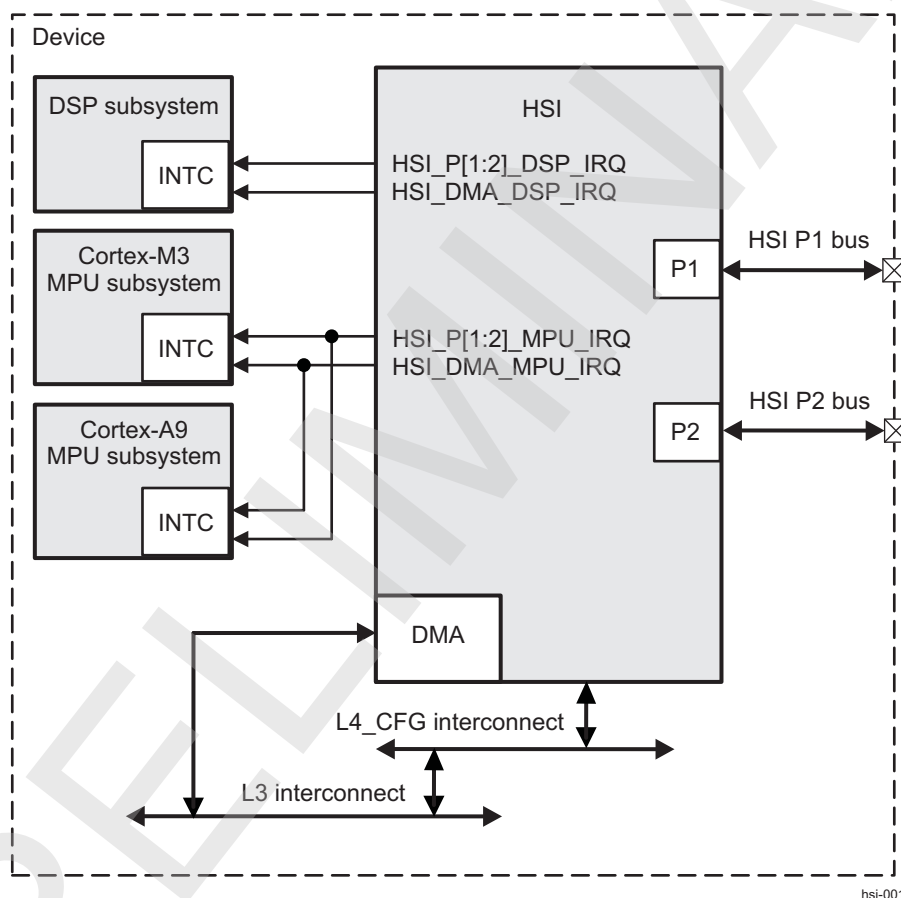 Device
DSP subsystem
INTC
HSI
HSI_P[1:2]_DSP_IRQ
HSI_DMA_DSP_IRQ
Cortex-M3
MPU subsystem
INTC
HSI_P[1:2]_MPU_IRQ
HSI_DMA_MPU_IRQ
P1
HSI P1 bus
P2
HSI P2 bus
Cortex-A9
MPU subsystem
INTC
DMA
L4_CFG interconnect
L3 interconnect
hsi-001